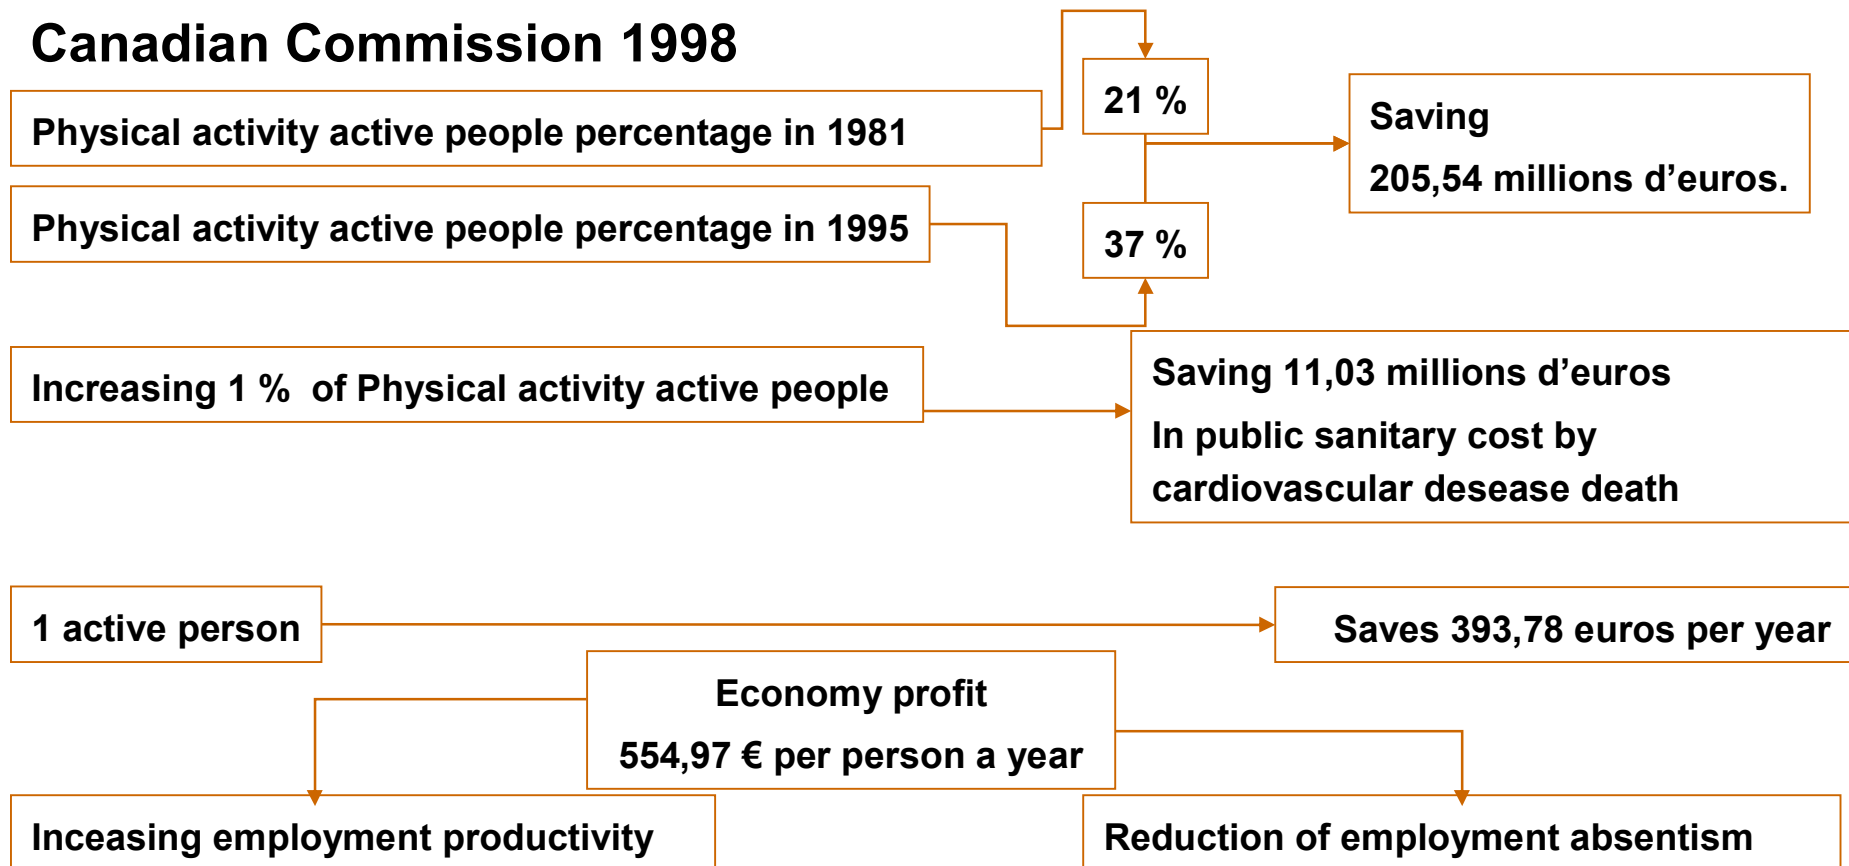 Canadian Commission 1998
Physical activity active people percentage in 1981
21 %
Saving
205,54 millions d’euros.
Physical activity active people percentage in 1995
37 %
Increasing 1 %  of Physical activity active people
Saving 11,03 millions d’euros
In public sanitary cost by
cardiovascular desease death
1 active person
Saves 393,78 euros per year
Economy profit
554,97 € per person a year
Inceasing employment productivity
Reduction of employment absentism